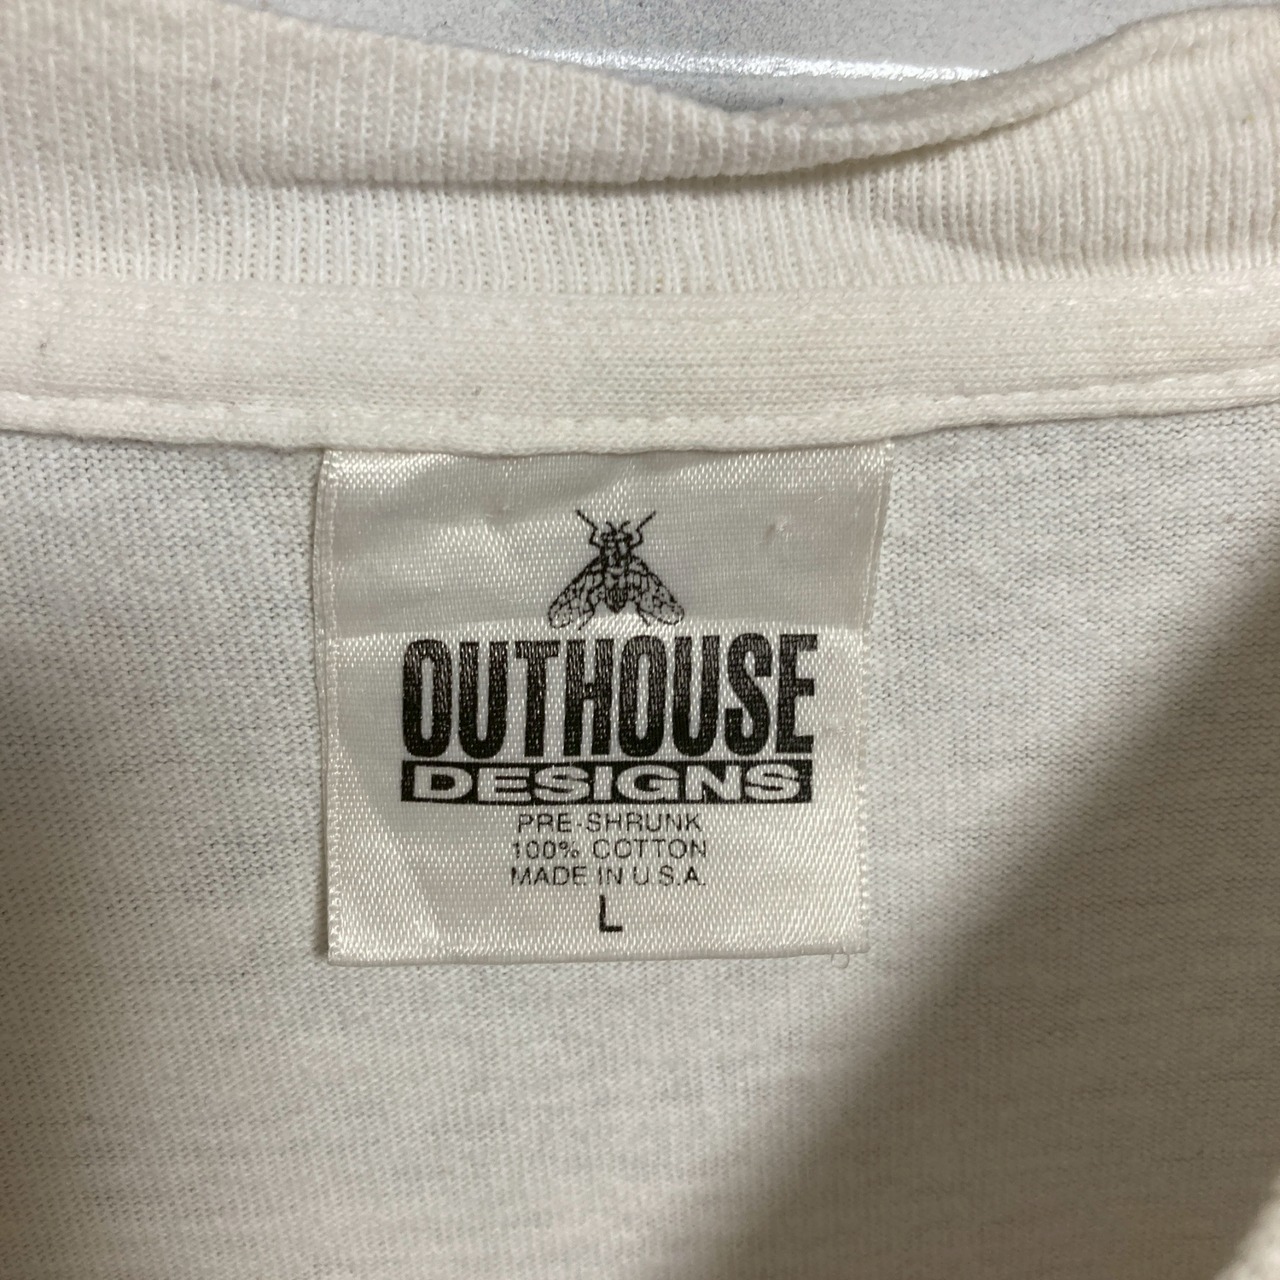 OUTHOUSE
DESIGNS
PRE-SHRUNK
100% COTTON
MADE IN U.S.A.
L